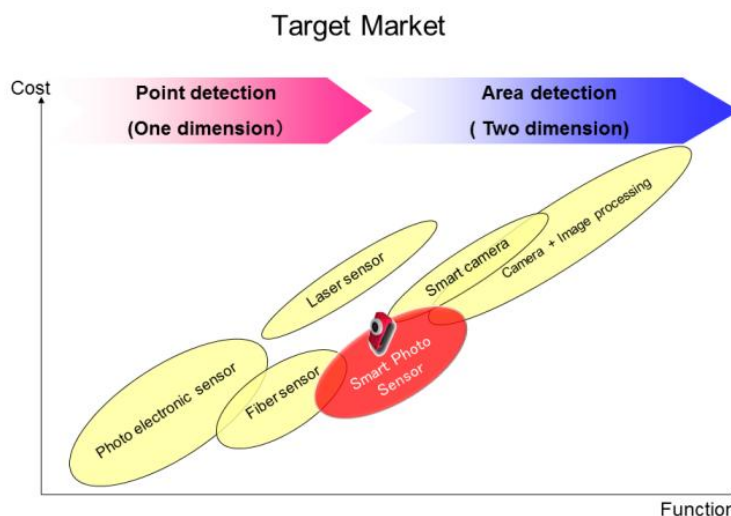 Target Market
Cost
Point detection
(One dimension）
Area detection
( Two dimension)
Laser sensor
Smart camera
Camera + Image processing
Photo electronic sensor
Fiber sensor
Smart Photo
Sensor
Function